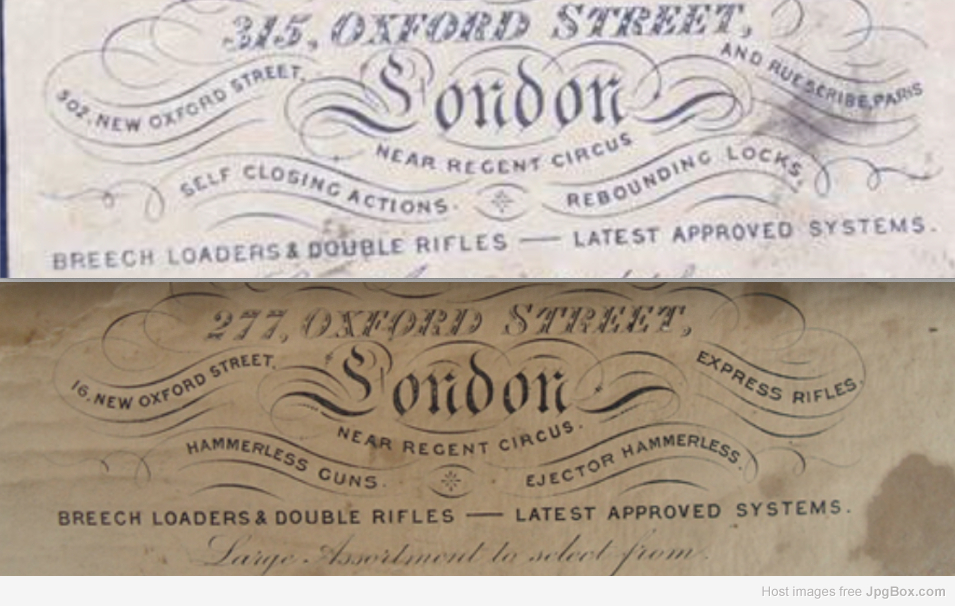 315, OXFORD STREET,
502, NEW OXFORD STREET,
London
AND RUE SCRIBE, PARIS
NEAR REGENT CIRCUS
SELF CLOSING ACTIONS.
REBOUNDING LOCKS,
BREECH LOADERS & DOUBLE RIFLES — LATEST APPROVED SYSTEMS.
277, OXFORD STREET,
16, NEW OXFORD STREET,
London
EXPRESS RIFLES,
NEAR REGENT CIRCUS.
HAMMERLESS GUNS.
EJECTOR HAMMERLESS.
BREECH LOADERS & DOUBLE RIFLES — LATEST APPROVED SYSTEMS.
Large Assortment to select from.
Host images free JpgBox.com